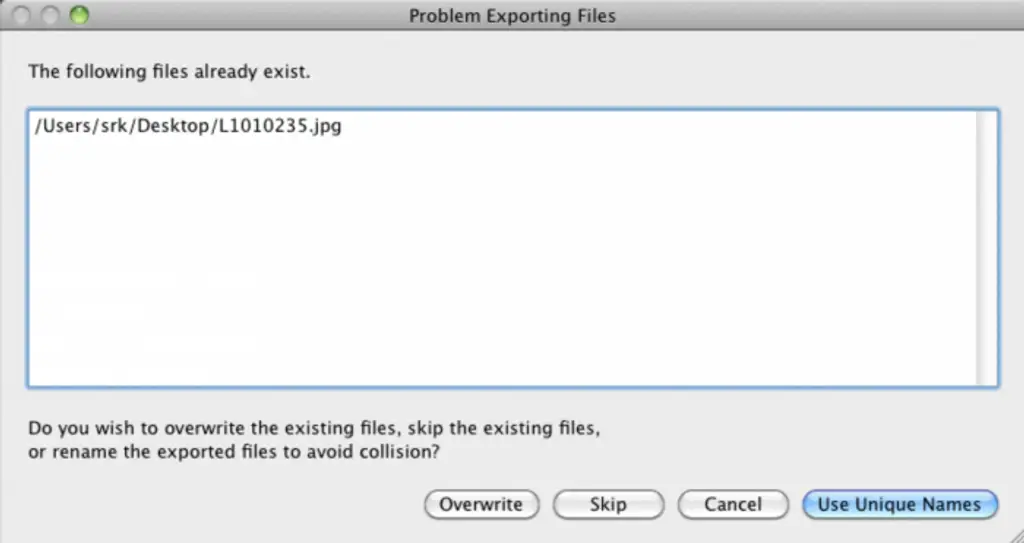 Problem Exporting Files
The following files already exist.
/Users/srk/Desktop/L1010235.jpg
Do you wish to overwrite the existing files, skip the existing files,
or rename the exported files to avoid collision?
Overwrite
Skip
Cancel
Use Unique Names